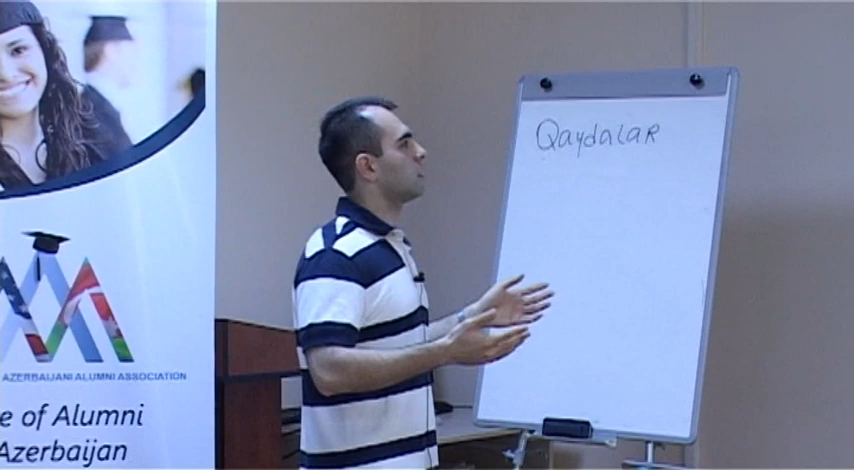 Qaydalar
AZERBAIJANI ALUMNI ASSOCIATION
e of Alumni
Azerbaijan